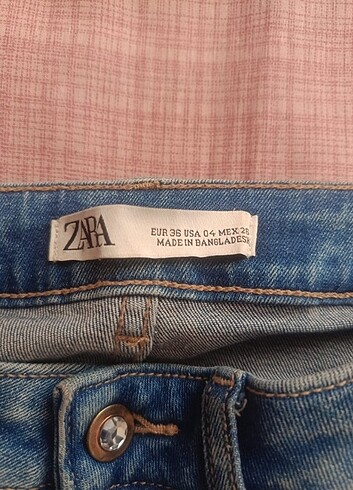 ZARA
EUR 36 USA 04 MEX 26
MADE IN BANGLADESH